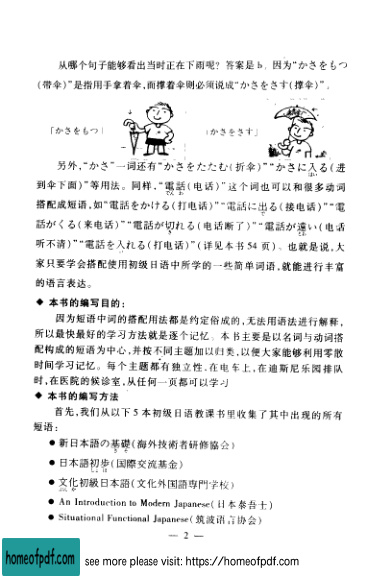 从哪个句子能够看出当时正在下雨呢？答案是 b。因为“かさをもつ
（带伞）”是指用手拿着伞，而撑着伞则必须说成“かさをさす（撑伞）”。
「かさをもつ」
「かさをさす」
另外，“かさ”一词还有“かさをたたむ（折伞）”“かさに入る（进
到伞下面）”等用法。同样，“電話（电话）”这个词也可以和很多动词
搭配成短语，如“電話をかける（打电话）”“電話に出る（接电话）”“電
話がくる（来电话）”“電話が切れる（电话断了）”“電話が遠い（电话
听不清）”“電話を入れる（打电话）”（详见本书 54 页）。也就是说，大
家只要学会搭配使用初级日语中所学的一些简单词语，就能进行丰富
的语言表达。
◆ 本书的编写目的：
因为短语中词的搭配用法都是约定俗成的，无法用语法进行解释，
所以最快最好的学习方法就是逐个记忆。本书主要是以名词与动词搭
配构成的短语为中心，并按不同主题加以归类，以便大家能够利用零散
时间学习记忆。每个主题都有独立性，在电车上，在迪斯尼乐园排队
时，在医院的候诊室，从任何一页都可以学习
◆ 本书的编写方法
首先，我们从以下 5 本初级日语教课书里收集了其中出现的所有
短语：
● 新日本語の基礎（海外技術者研修協会）
● 日本語初歩（国際交流基金）
● 文化初級日本語（文化外国語専門学校）
● An Introduction to Modern Japanese（日本泰吾士）
● Situational Functional Japanese（筑波语言协会）
— 2 —
homeofpdf.com
see more please visit: https://homeofpdf.com